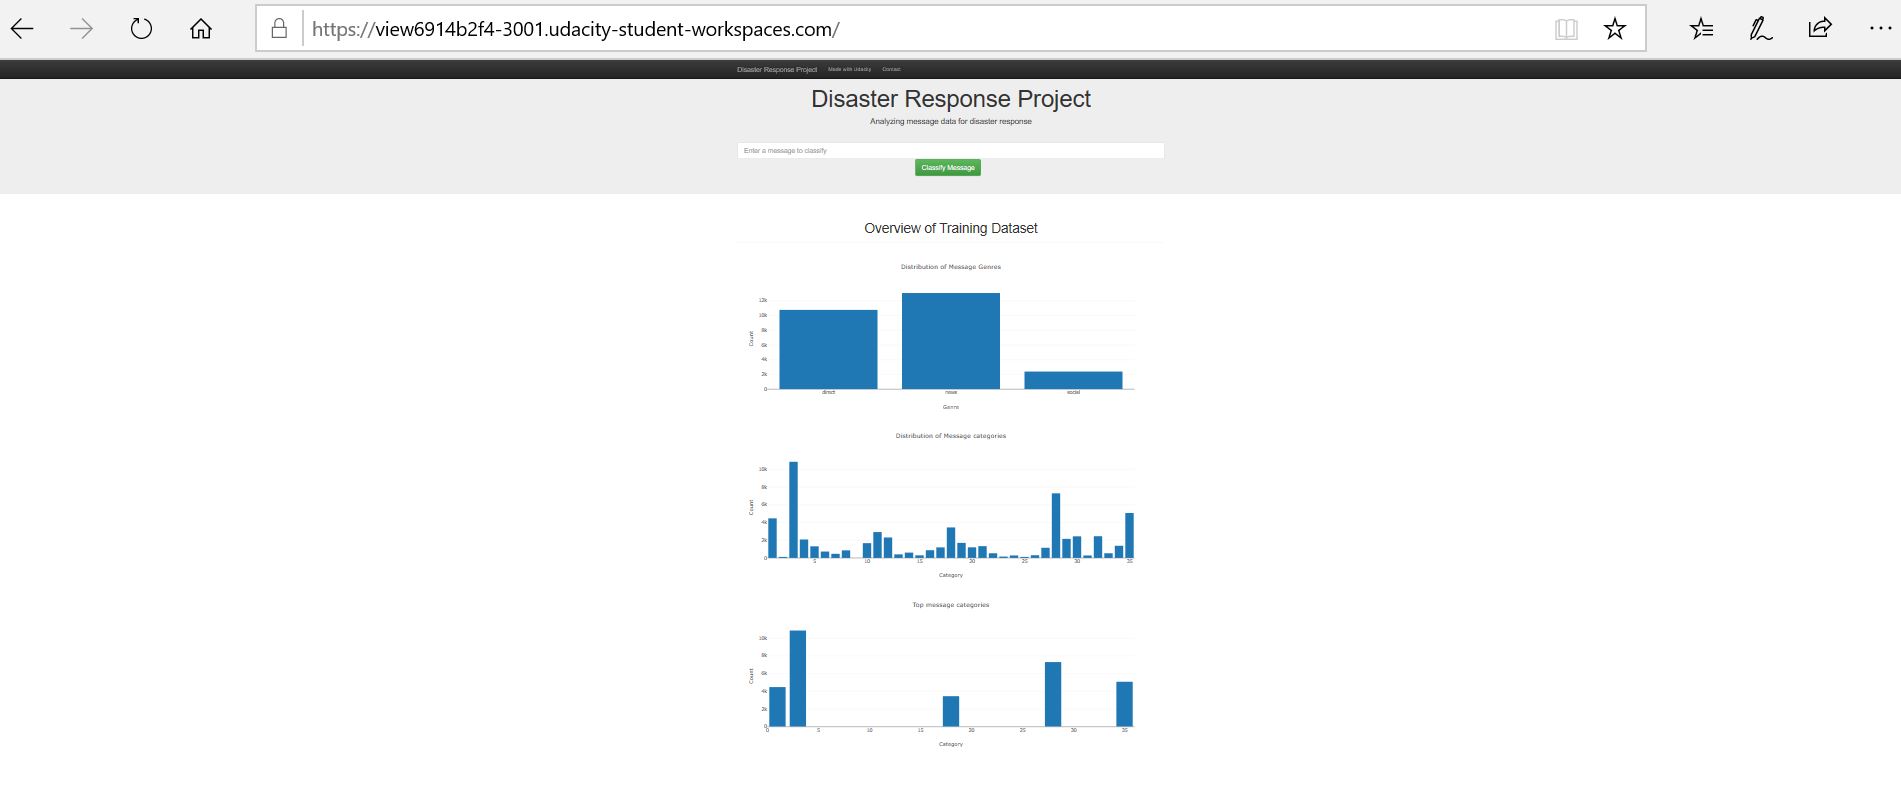 https://view6914b2f4-3001.udacity-student-workspaces.com/
Disaster Response Project Made with Udacity Contact
Disaster Response Project
Analyzing message data for disaster response
Enter a message to classify
Classify Message
Overview of Training Dataset
Distribution of Message Genres
12k
10k
8k
6k
4k
2k
0
Count
direct news social
Genre
Distribution of Message categories
10k
8k
6k
4k
2k
0
Count
5 10 15 20 25 30 35
Category
Top message categories
10k
8k
6k
4k
2k
0
Count
0 5 10 15 20 25 30 35
Category